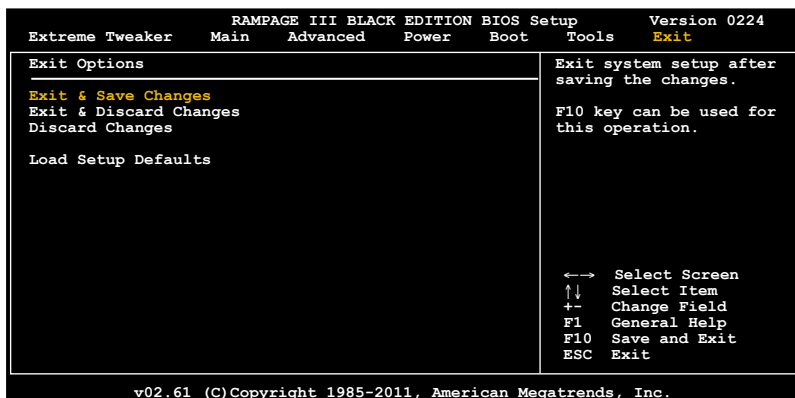 RAMPAGE III BLACK EDITION BIOS Setup Version 0224
Extreme Tweaker Main Advanced Power Boot Tools Exit
Exit Options
Exit & Save Changes
Exit & Discard Changes
Discard Changes
Load Setup Defaults
Exit system setup after
saving the changes.
F10 key can be used for
this operation.
←→ Select Screen
↑↓ Select Item
+- Change Field
F1 General Help
F10 Save and Exit
ESC Exit
v02.61 (C)Copyright 1985-2011, American Megatrends, Inc.